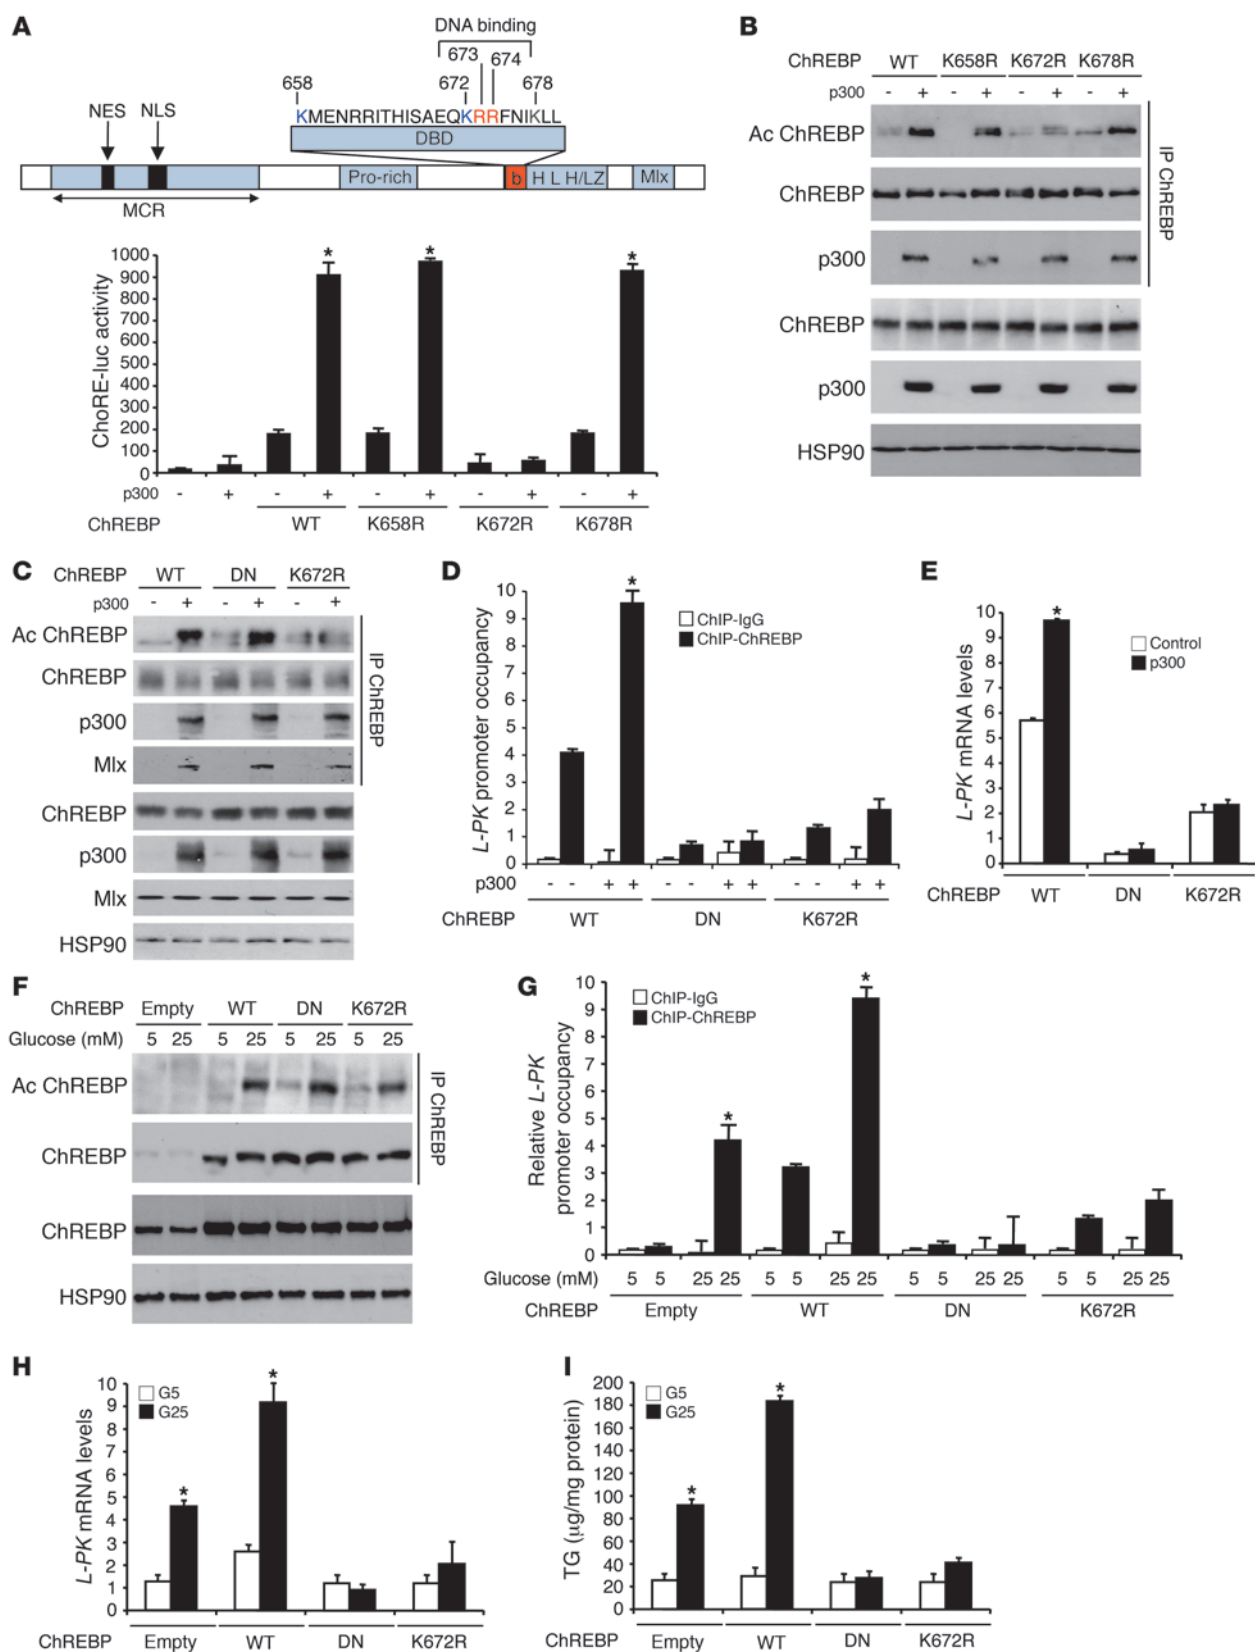 A
DNA binding
673 674
658 672 678
KMENRRITHISAEQKRRFNIKLL
DBD
NES NLS
Pro-rich b H L H/LZ Mlx
MCR
ChoRE-luc activity
1000
900
800
700
600
500
400
300
200
100
0
* * *
p300 - + - + - + - + - +
ChREBP WT K658R K672R K678R
B
ChREBP WT K658R K672R K678R
p300 - + - + - + - +
Ac ChREBP
ChREBP
p300
IP ChREBP
ChREBP
p300
HSP90
C
ChREBP WT DN K672R
p300 - + - + - +
Ac ChREBP
ChREBP
p300
Mlx
IP ChREBP
ChREBP
p300
Mlx
HSP90
D
L-PK promoter occupancy
10
9
8
7
6
5
4
3
2
1
0
*
ChIP-IgG
ChIP-ChREBP
p300 - - + + - - + + - - + +
ChREBP WT DN K672R
E
L-PK mRNA levels
10
9
8
7
6
5
4
3
2
1
0
*
Control
p300
ChREBP WT DN K672R
F
ChREBP Empty WT DN K672R
Glucose (mM) 5 25 5 25 5 25 5 25
Ac ChREBP
ChREBP
IP ChREBP
ChREBP
HSP90
G
Relative L-PK
promoter occupancy
10
9
8
7
6
5
4
3
2
1
0
ChIP-IgG
ChIP-ChREBP
* *
Glucose (mM) 5 5 25 25 5 5 25 25 5 5 25 25 5 5 25 25
ChREBP Empty WT DN K672R
H
L-PK mRNA levels
10
9
8
7
6
5
4
3
2
1
0
G5
G25
* *
ChREBP Empty WT DN K672R
I
TG (µg/mg protein)
200
180
160
140
120
100
80
60
40
20
0
G5
G25
* *
ChREBP Empty WT DN K672R